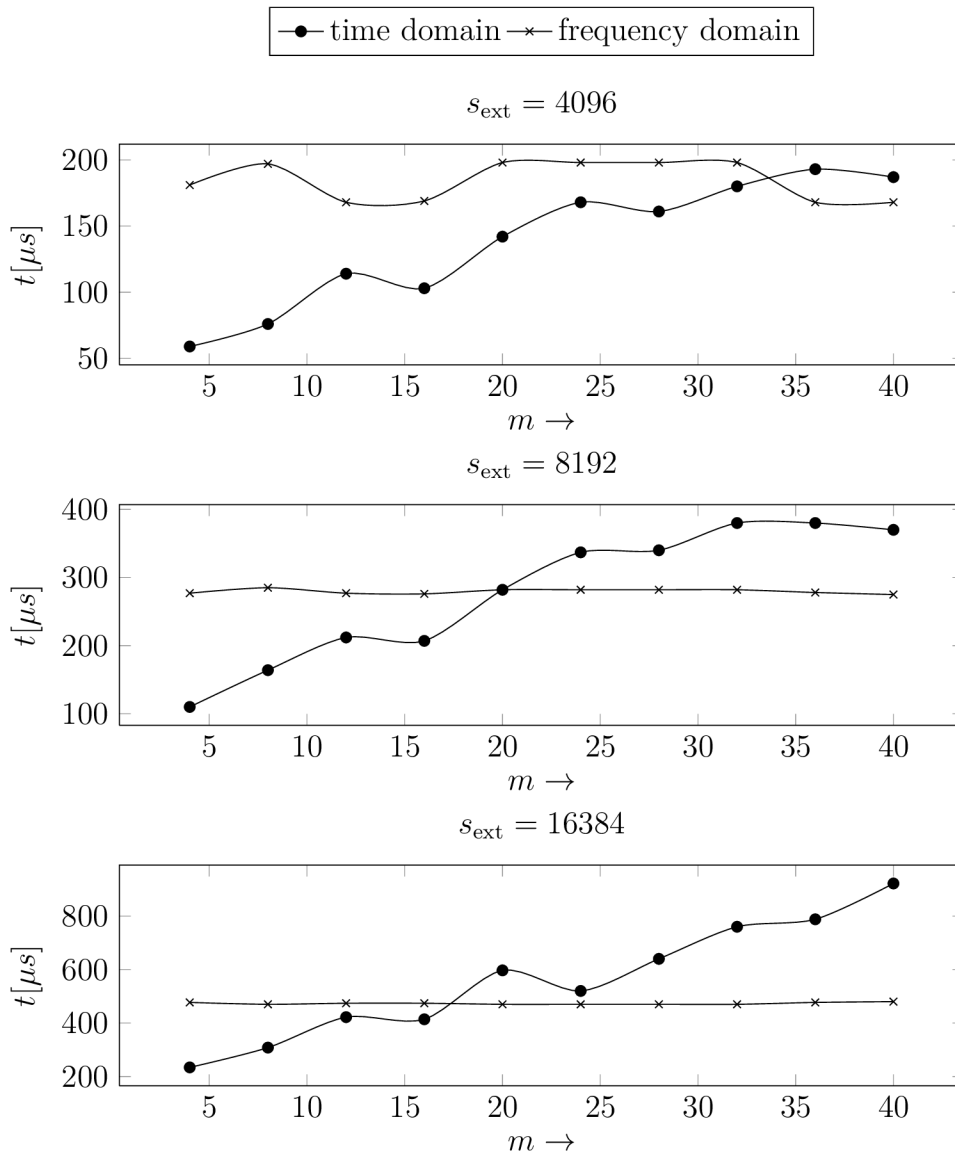 time domain frequency domain
s_ext = 4096
200
150
100
50
t[μs]
5 10 15 20 25 30 35 40
m →
s_ext = 8192
400
300
200
100
t[μs]
5 10 15 20 25 30 35 40
m →
s_ext = 16384
800
600
400
200
t[μs]
5 10 15 20 25 30 35 40
m →